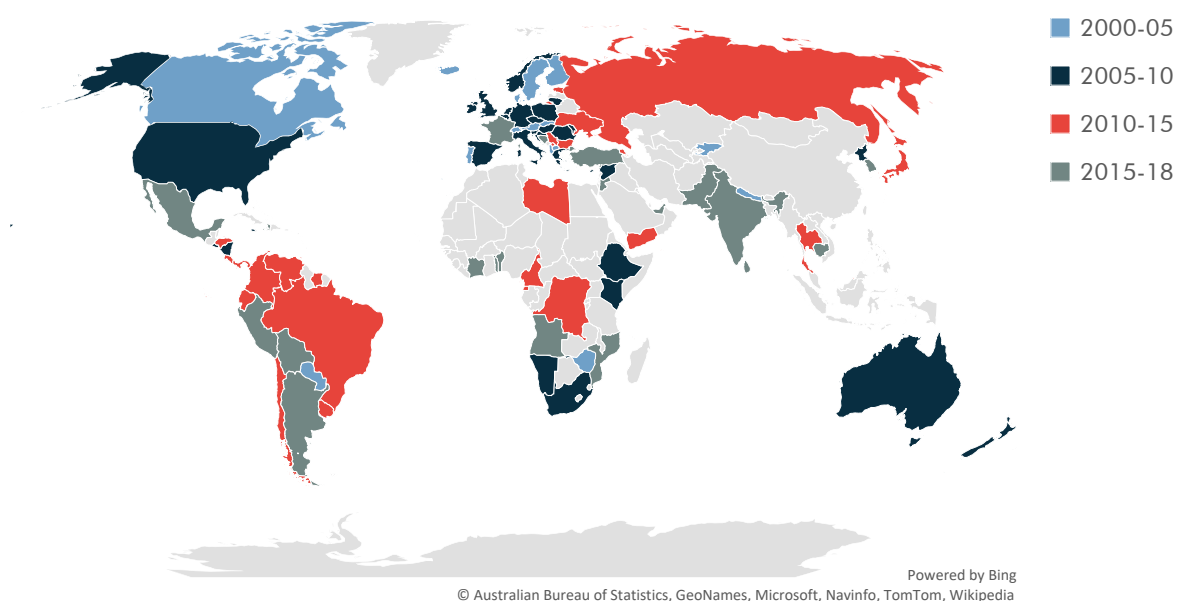 2000-05
2005-10
2010-15
2015-18
Powered by Bing
© Australian Bureau of Statistics, GeoNames, Microsoft, Navinfo, TomTom, Wikipedia